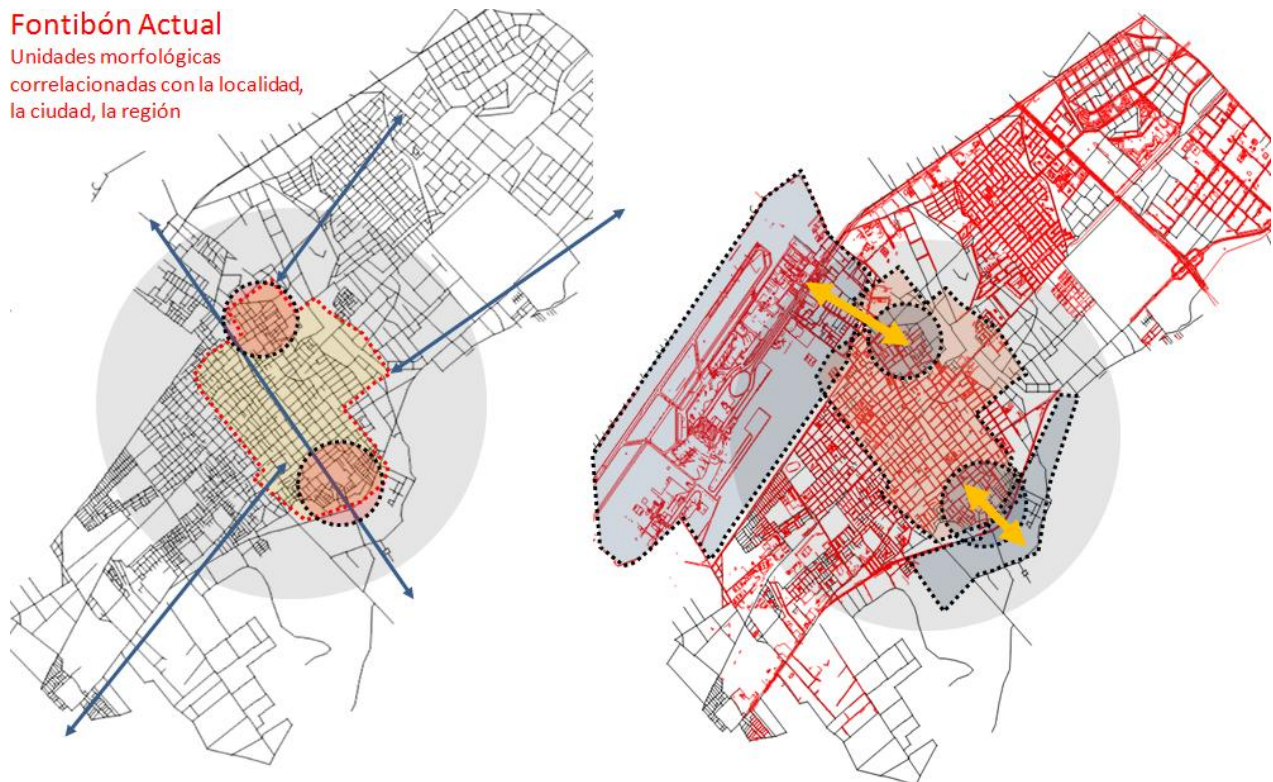 Fontibón Actual
Unidades morfológicas
correlacionadas con la localidad,
la ciudad, la región